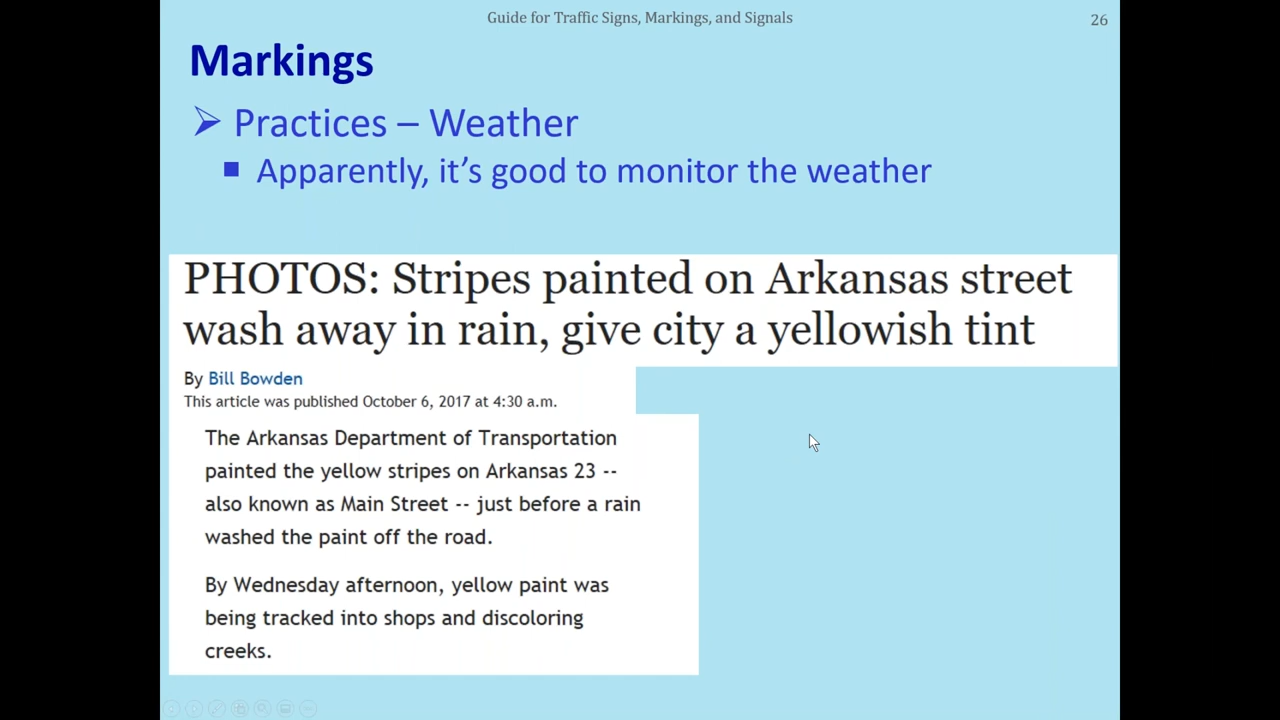 Guide for Traffic Signs, Markings, and Signals
26
Markings
Practices – Weather
Apparently, it’s good to monitor the weather
PHOTOS: Stripes painted on Arkansas street
wash away in rain, give city a yellowish tint
By Bill Bowden
This article was published October 6, 2017 at 4:30 a.m.
The Arkansas Department of Transportation
painted the yellow stripes on Arkansas 23 --
also known as Main Street -- just before a rain
washed the paint off the road.
By Wednesday afternoon, yellow paint was
being tracked into shops and discoloring
creeks.